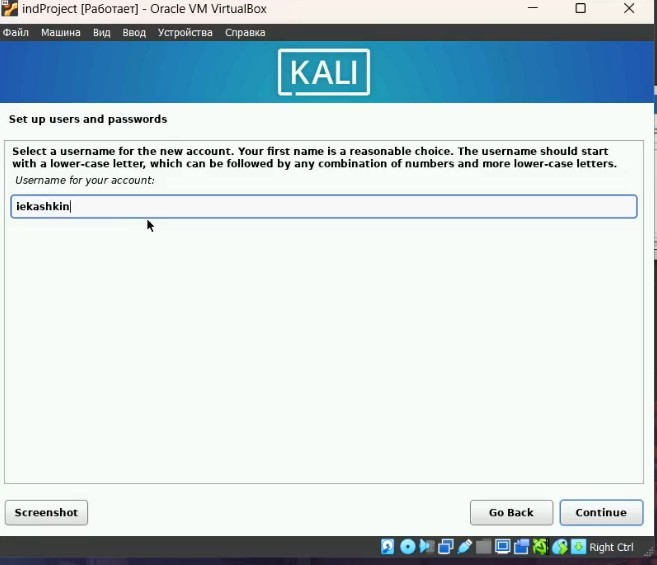 indProject [Работает] - Oracle VM VirtualBox
Файл Машина Вид Ввод Устройства Справка
KALI
Set up users and passwords
Select a username for the new account. Your first name is a reasonable choice. The username should start
with a lower-case letter, which can be followed by any combination of numbers and more lower-case letters.
Username for your account:
iekashkin
Screenshot Go Back Continue
Right Ctrl